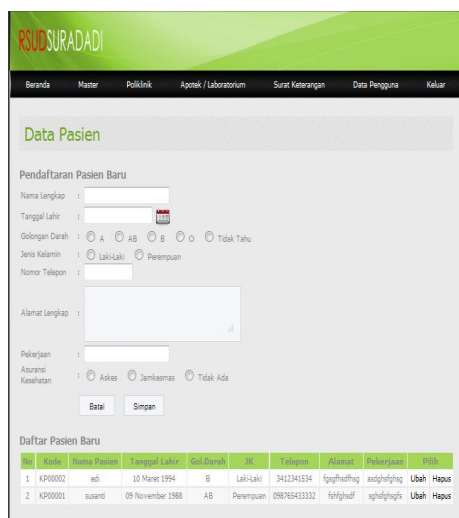 RSUDSURADADI
Beranda Master Poliklinik Apotek / Laboratorium Surat Keterangan Data Pengguna Keluar
Data Pasien
Pendaftaran Pasien Baru
Nama Lengkap :
Tanggal Lahir :
Golongan Darah : A AB B O Tidak Tahu
Jenis Kelamin : Laki-Laki Perempuan
Nomor Telepon :
Alamat Lengkap :
Pekerjaan :
Asuransi
Kesehatan : Askes Jamkesmas Tidak Ada
Batal Simpan
Daftar Pasien Baru
No Kode Nama Pasien Tanggal Lahir Gol.Darah JK Telepon Alamat Pekerjaan Pilih
1 KP00002 edi 10 Maret 1994 B Laki-Laki 3412341534 fgsgfhsdfhsg asdghsfghsg Ubah Hapus
2 KP00001 susanti 09 November 1988 AB Perempuan 098765433332 fshfghsdf sghsfghsgfs Ubah Hapus